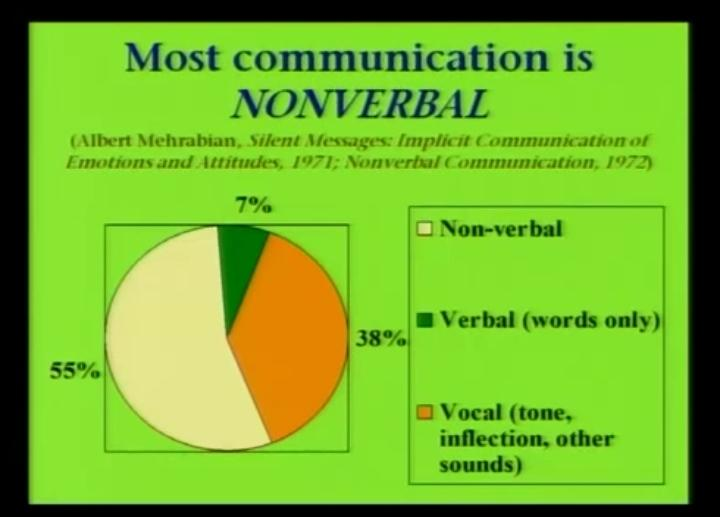 Most communication is
NONVERBAL
(Albert Mehrabian, Silent Messages: Implicit Communication of
Emotions and Attitudes, 1971; Nonverbal Communication, 1972)
7%
38%
55%
Non-verbal
Verbal (words only)
Vocal (tone,
inflection, other
sounds)